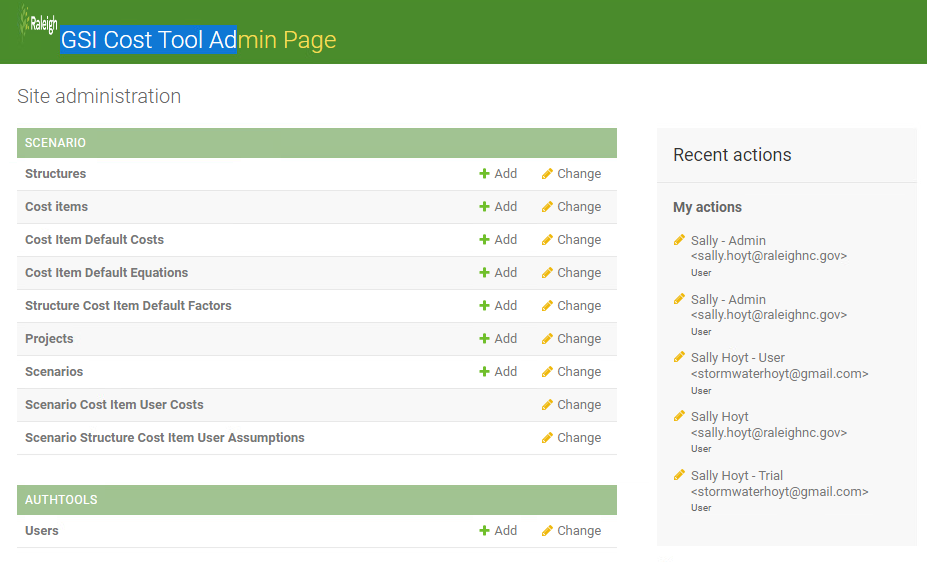 Raleigh
GSI Cost Tool Admin Page
Site administration
SCENARIO
Structures Add Change
Cost items Add Change
Cost Item Default Costs Add Change
Cost Item Default Equations Add Change
Structure Cost Item Default Factors Add Change
Projects Add Change
Scenarios Add Change
Scenario Cost Item User Costs Change
Scenario Structure Cost Item User Assumptions Change
AUTHTOOLS
Users Add Change
Recent actions
My actions
Sally - Admin
<sally.hoyt@raleighnc.gov>
User
Sally - Admin
<sally.hoyt@raleighnc.gov>
User
Sally Hoyt - User
<stormwaterhoyt@gmail.com>
User
Sally Hoyt
<sally.hoyt@raleighnc.gov>
User
Sally Hoyt - Trial
<stormwaterhoyt@gmail.com>
User